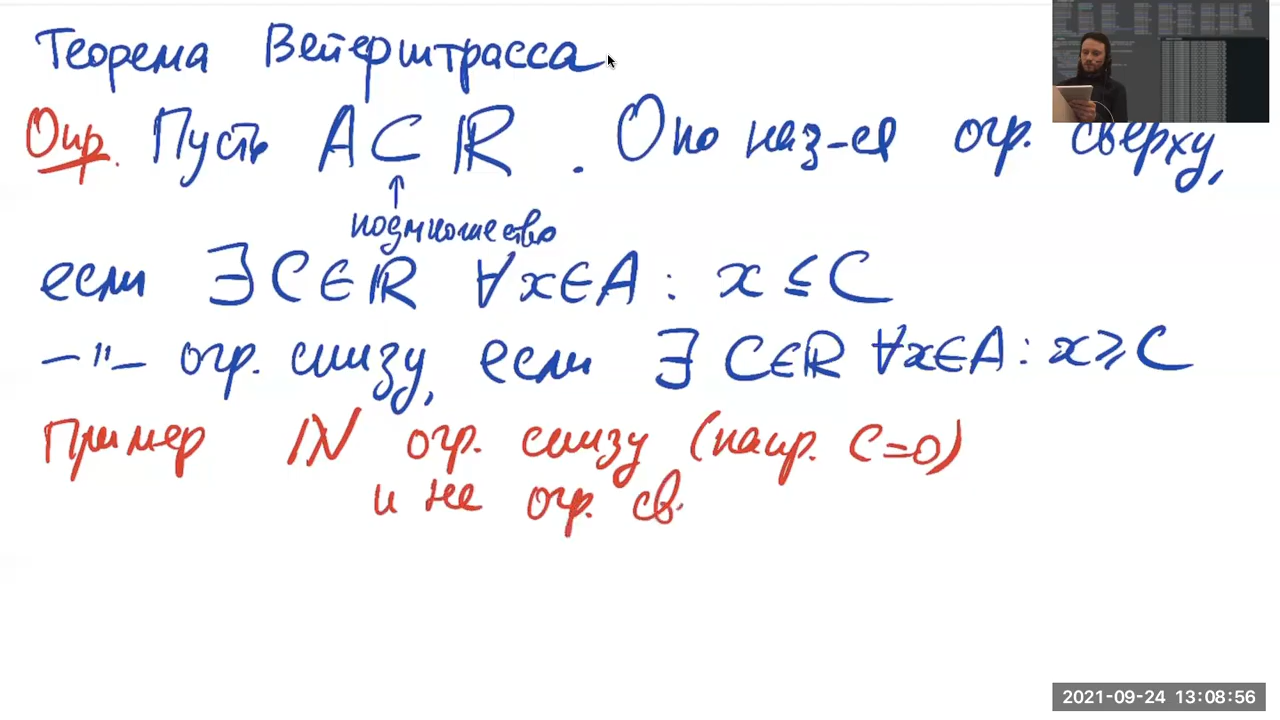 Теорема Вейерштрасса
Опр. Пусть A ⊂ ℝ. Оно наз-ся огр. сверху,
↑
подмножество
если ∃ C ∈ ℝ ∀x∈A : x ≤ C
–"– огр. снизу, если ∃ C∈ℝ ∀x∈A : x ≥ C
Пример ℕ огр. снизу (напр. C=0)
и не огр. св.
2021-09-24 13:08:56